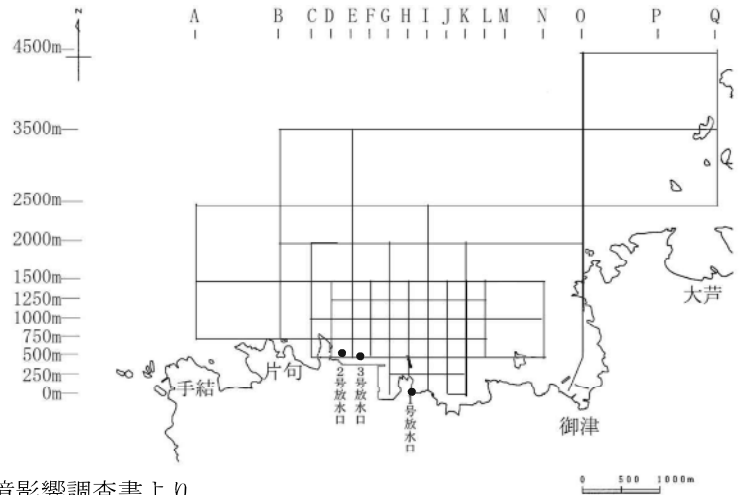 A B C D E F G H I J K L M N O P Q
N
4500m
3500m
2500m
2000m
1500m
1250m
1000m
750m
500m
250m
0m
大芦
片句
手結
2号放水口
3号放水口
1号放水口
御津
0 500 1000m
境影響調査書より